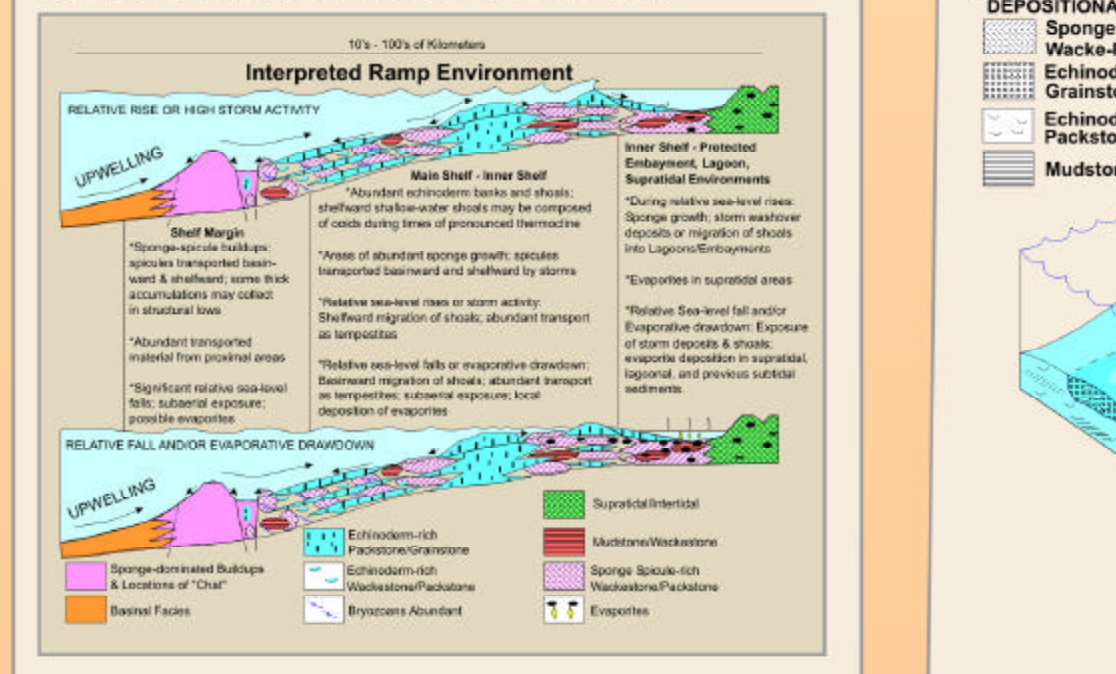 10's - 100's of Kilometers
Interpreted Ramp Environment
RELATIVE RISE OR HIGH STORM ACTIVITY
UPWELLING
Shelf Margin
*Sponge-spicule buildups;
spicules transported basin-
ward & shelfward; some thick
accumulations may collect
in structural lows
*Abundant transported
material from proximal areas
*Significant relative sea-level
falls; subaerial exposure;
possible evaporites
Main Shelf - Inner Shelf
*Abundant echinoderm banks and shoals;
shelfward shallow-water shoals may be composed
of ooids during times of pronounced thermocline
*Areas of abundant sponge growth; spicules
transported basinward and shelfward by storms
*Relative sea-level rises or storm activity:
Shelfward migration of shoals; abundant transport
as tempestites
*Relative sea-level falls or evaporative drawdown:
Basinward migration of shoals; abundant transport
as tempestites; subaerial exposure; local
deposition of evaporites
Inner Shelf - Protected
Embayment, Lagoon,
Supratidal Environments
*During relative sea-level rises:
Sponge growth; storm washover
deposits or migration of shoals
into Lagoons/Embayments
*Evaporites in supratidal areas
*Relative Sea-level fall and/or
Evaporative drawdown: Exposure
of storm deposits & shoals;
evaporite deposition in supratidal,
lagoonal, and previous subtidal
sediments.
RELATIVE FALL AND/OR EVAPORATIVE DRAWDOWN
UPWELLING
Sponge-dominated Buildups
& Locations of "Chat"
Basinal Facies
Echinoderm-rich
Packstone/Grainstone
Echinoderm-rich
Wackestone/Packstone
Bryozoans Abundant
Supratidal/Intertidal
Mudstone/Wackestone
Sponge Spicule-rich
Wackestone/Packstone
Evaporites
DEPOSITIONA
Sponge
Wacke-
Echinod
Grainsto
Echinod
Packsto
Mudsto